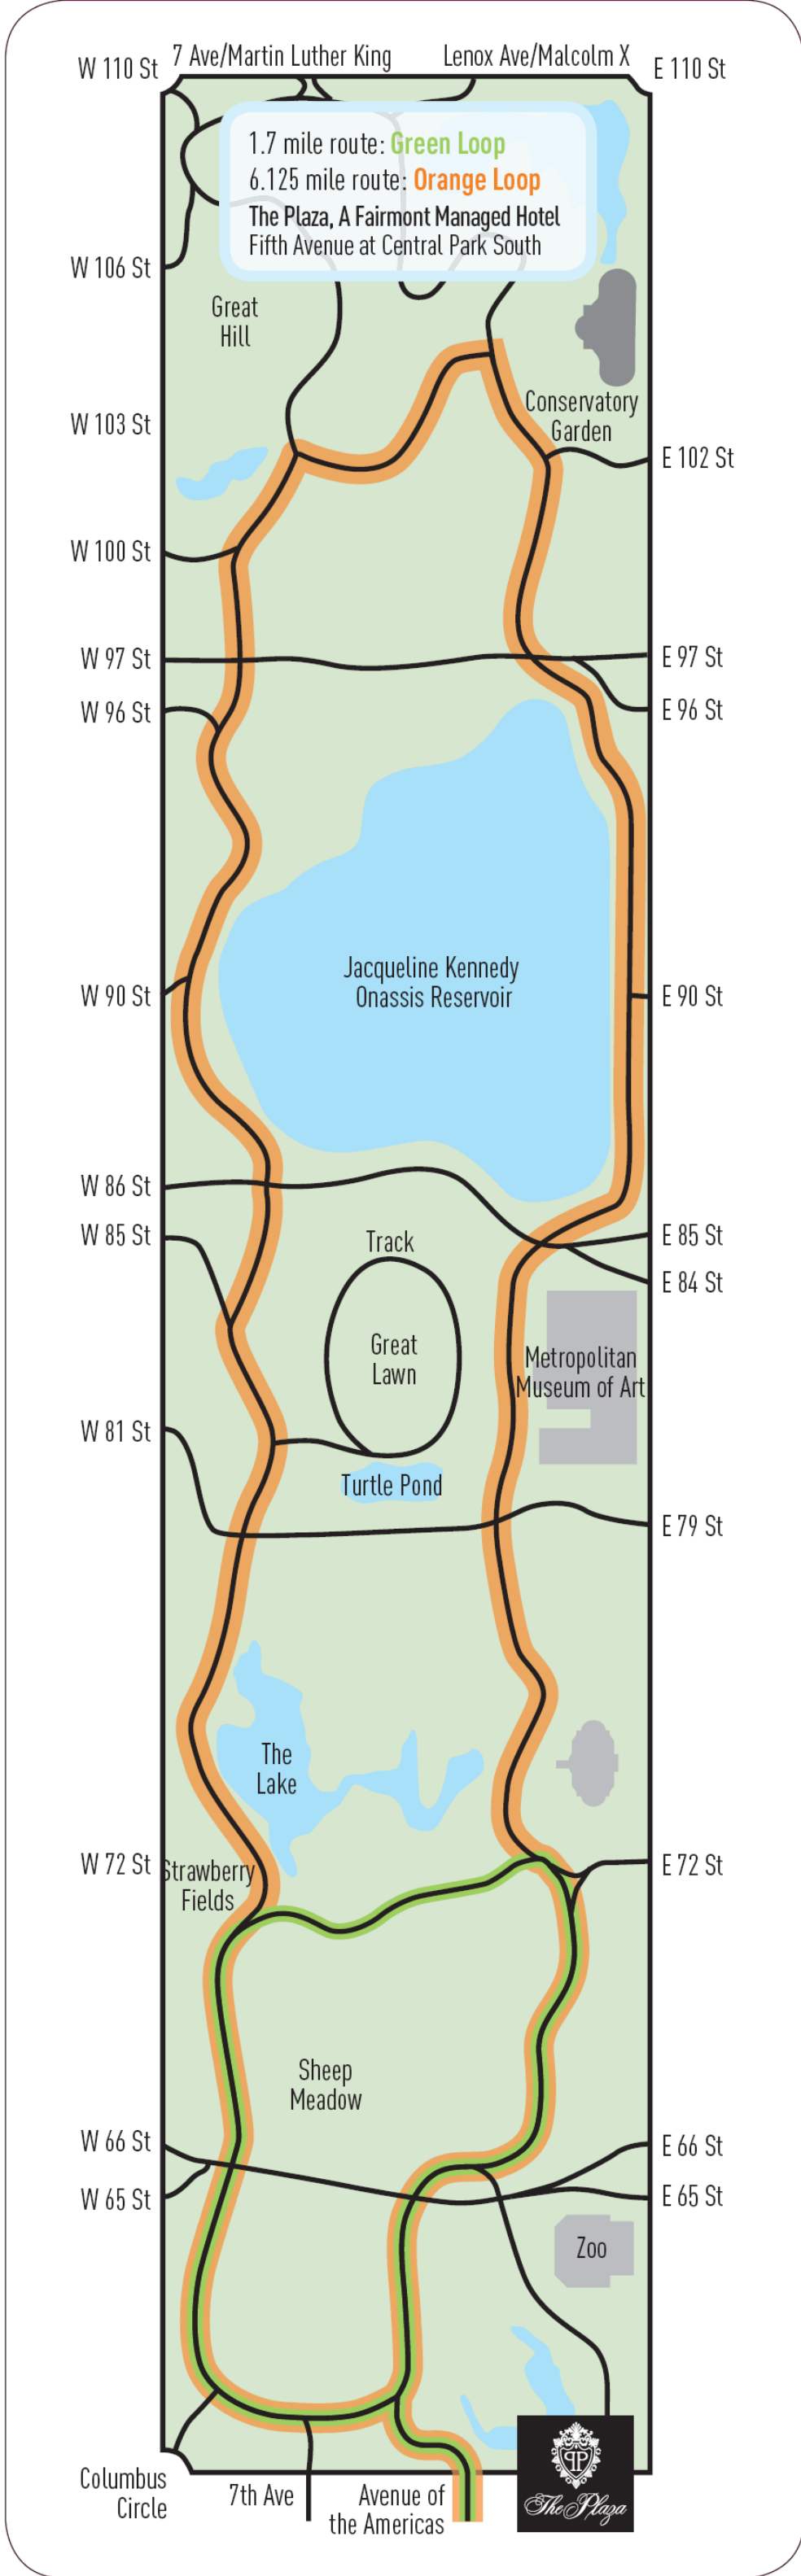 7 Ave/Martin Luther King
Lenox Ave/Malcolm X
W 110 St
E 110 St
1.7 mile route: Green Loop
6.125 mile route: Orange Loop
The Plaza, A Fairmont Managed Hotel
Fifth Avenue at Central Park South
W 106 St
Great
Hill
Conservatory
Garden
W 103 St
E 102 St
W 100 St
W 97 St
E 97 St
W 96 St
E 96 St
Jacqueline Kennedy
Onassis Reservoir
W 90 St
E 90 St
W 86 St
W 85 St
E 85 St
Track
E 84 St
Great
Lawn
Metropolitan
Museum of Art
W 81 St
Turtle Pond
E 79 St
The
Lake
W 72 St
E 72 St
Strawberry
Fields
Sheep
Meadow
W 66 St
E 66 St
W 65 St
E 65 St
Zoo
Columbus
Circle
7th Ave
Avenue of
the Americas
PP
The Plaza